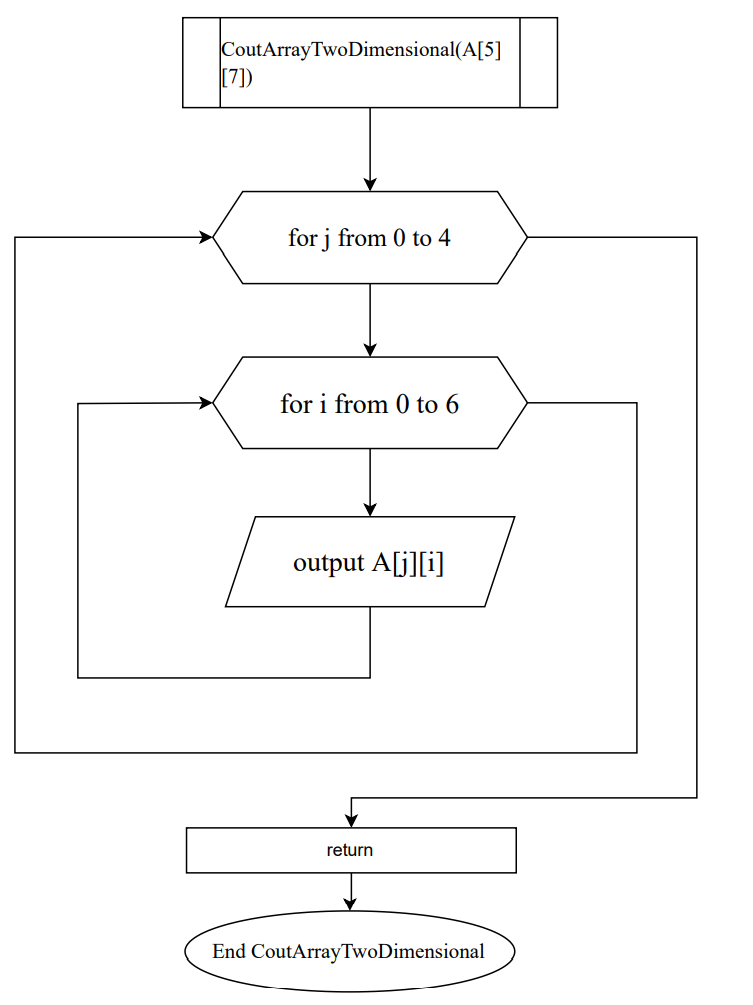 CoutArrayTwoDimensional(A[5]
[7])
for j from 0 to 4
for i from 0 to 6
output A[j][i]
return
End CoutArrayTwoDimensional